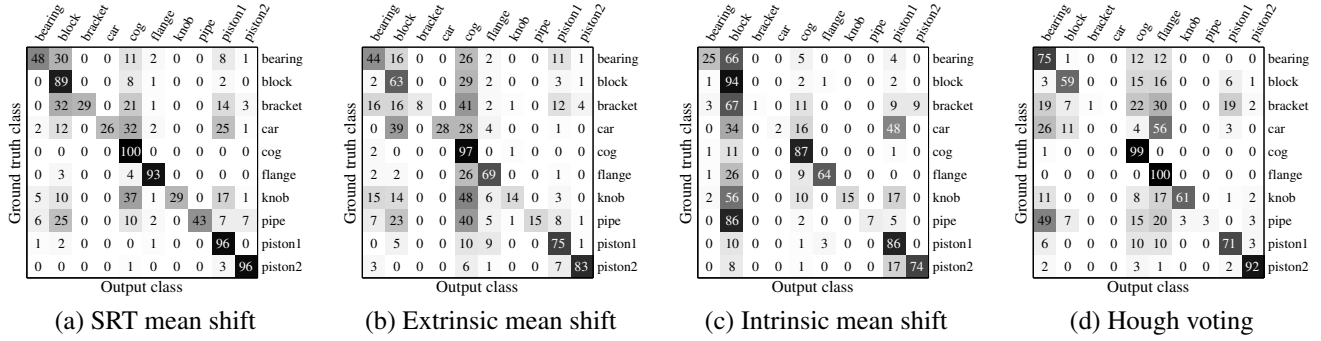 bearing block bracket car cog flange knob pipe piston1 piston2
48 30 0 0 11 2 0 0 8 1 bearing
0 89 0 0 8 1 0 0 2 0 block
0 32 29 0 21 1 0 0 14 3 bracket
2 12 0 26 32 2 0 0 25 1 car
0 0 0 0 100 0 0 0 0 0 cog
0 3 0 0 4 93 0 0 0 0 flange
5 10 0 0 37 1 29 0 17 1 knob
6 25 0 0 10 2 0 43 7 7 pipe
1 2 0 0 0 1 0 0 96 0 piston1
0 0 0 0 1 0 0 0 3 96 piston2
Ground truth class
Output class
(a) SRT mean shift
bearing block bracket car cog flange knob pipe piston1 piston2
44 16 0 0 26 2 0 0 11 1 bearing
2 63 0 0 29 2 0 0 3 1 block
16 16 8 0 41 2 1 0 12 4 bracket
0 39 0 28 28 4 0 0 1 0 car
2 0 0 0 97 0 1 0 0 0 cog
2 2 0 0 26 69 0 0 1 0 flange
15 14 0 0 48 6 14 0 3 0 knob
7 23 0 0 40 5 1 15 8 1 pipe
0 5 0 0 10 9 0 0 75 1 piston1
3 0 0 0 6 1 0 0 7 83 piston2
Ground truth class
Output class
(b) Extrinsic mean shift
bearing block bracket car cog flange knob pipe piston1 piston2
25 66 0 0 5 0 0 0 4 0 bearing
1 94 0 0 2 1 0 0 2 0 block
3 67 1 0 11 0 0 0 9 9 bracket
0 34 0 2 16 0 0 0 48 0 car
1 11 0 0 87 0 0 0 1 0 cog
1 26 0 0 9 64 0 0 0 0 flange
2 56 0 0 10 0 15 0 17 0 knob
0 86 0 0 2 0 0 7 5 0 pipe
0 10 0 0 1 3 0 0 86 0 piston1
0 8 0 0 1 0 0 0 17 74 piston2
Ground truth class
Output class
(c) Intrinsic mean shift
bearing block bracket car cog flange knob pipe piston1 piston2
75 1 0 0 12 12 0 0 0 0 bearing
3 59 0 0 15 16 0 0 6 1 block
19 7 1 0 22 30 0 0 19 2 bracket
26 11 0 0 4 56 0 0 3 0 car
1 0 0 0 99 0 0 0 0 0 cog
0 0 0 0 0 100 0 0 0 0 flange
11 0 0 0 8 17 61 0 1 2 knob
49 7 0 0 15 20 3 3 0 3 pipe
6 0 0 0 10 10 0 0 71 3 piston1
2 0 0 0 3 1 0 0 2 92 piston2
Ground truth class
Output class
(d) Hough voting